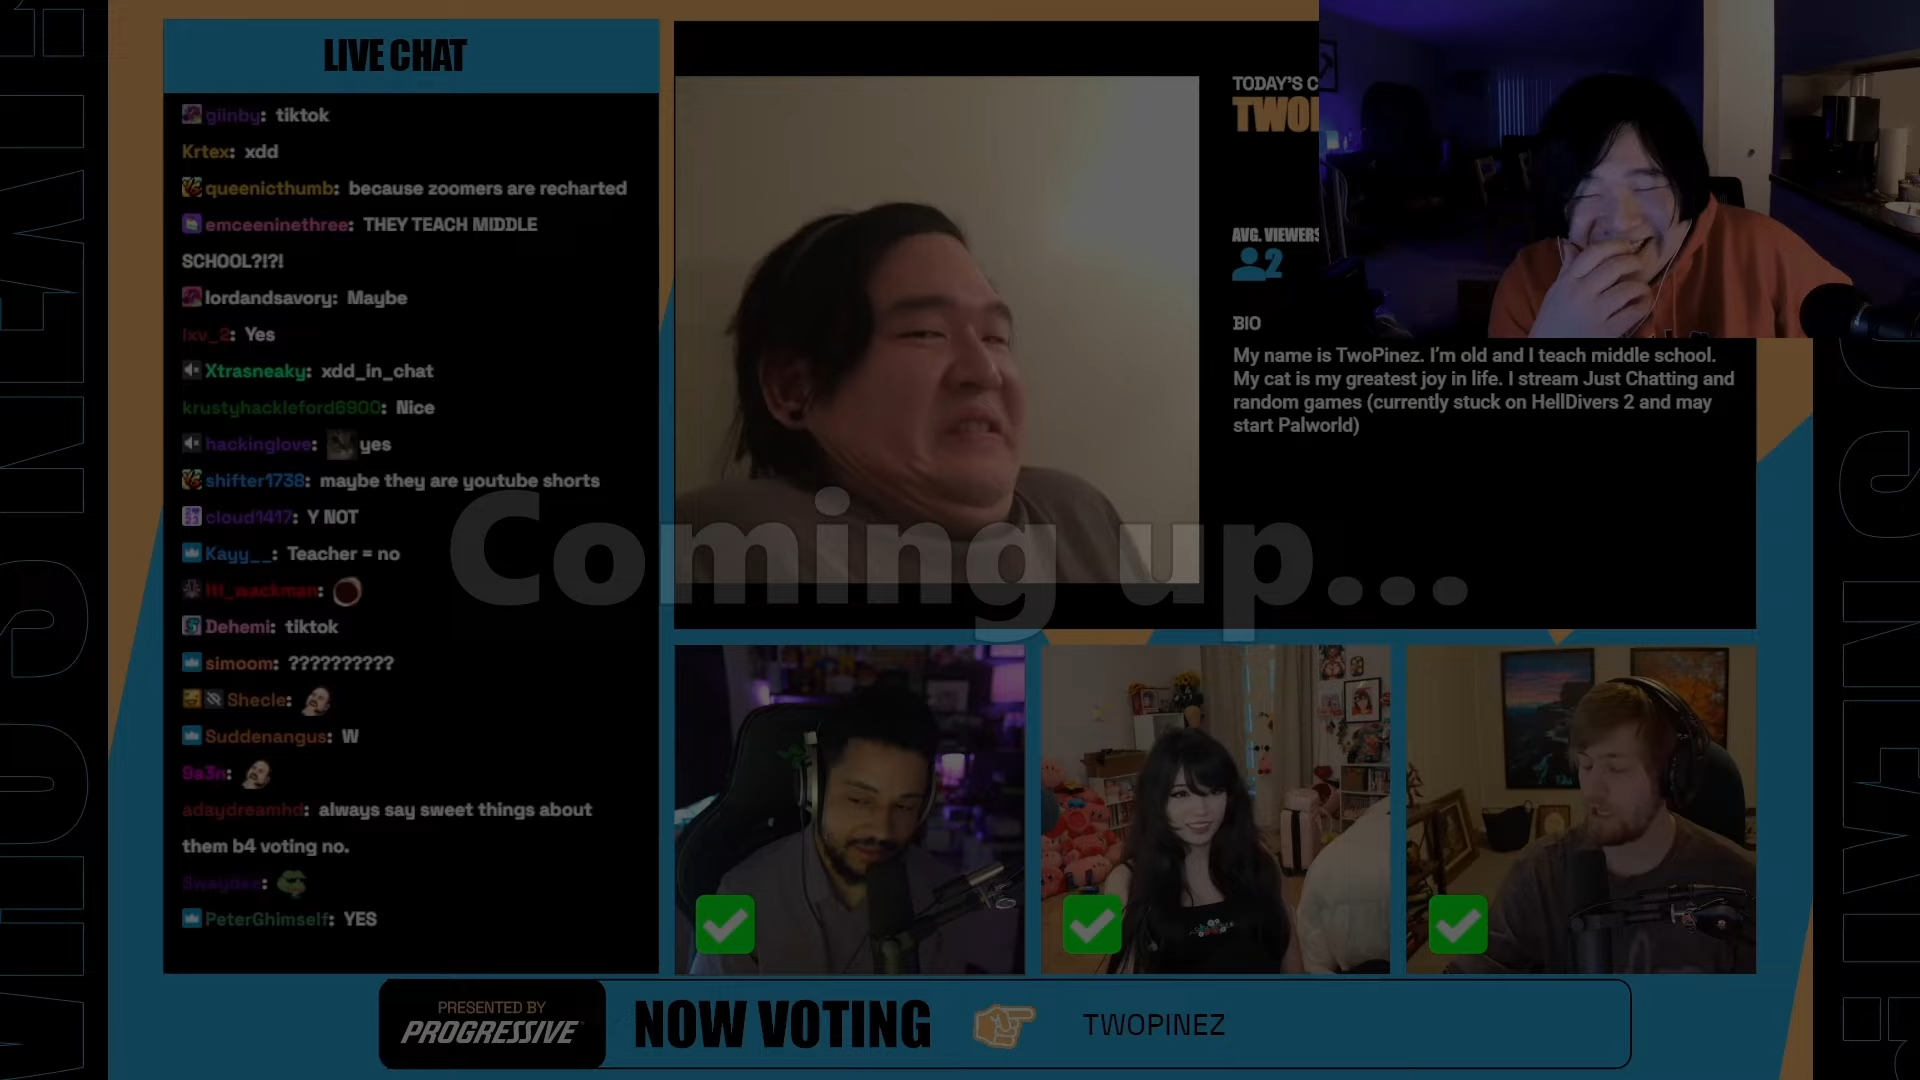 LIVE CHAT
giinby: tiktok
Krtex: xdd
queenicthumb: because zoomers are recharted
emceeninethree: THEY TEACH MIDDLE
SCHOOL?!?!
lordandsavory: Maybe
lxv_2: Yes
Xtrasneaky: xdd_in_chat
krustyhackleford6900: Nice
hackinglove: yes
shifter1738: maybe they are youtube shorts
cloud1417: Y NOT
Kayy__: Teacher = no
ltl_wackman:
Dehemi: tiktok
simoom: ??????????
Shecle:
Suddenangus: W
9a3n:
adaydreamhd: always say sweet things about
them b4 voting no.
PeterGhimself: YES
TODAY'S C
TWOI
AVG. VIEWERS
2
BIO
My name is TwoPinez. I'm old and I teach middle school.
My cat is my greatest joy in life. I stream Just Chatting and
random games (currently stuck on HellDivers 2 and may
start Palworld)
Coming up...
PRESENTED BY
PROGRESSIVE
NOW VOTING
TWOPINEZ